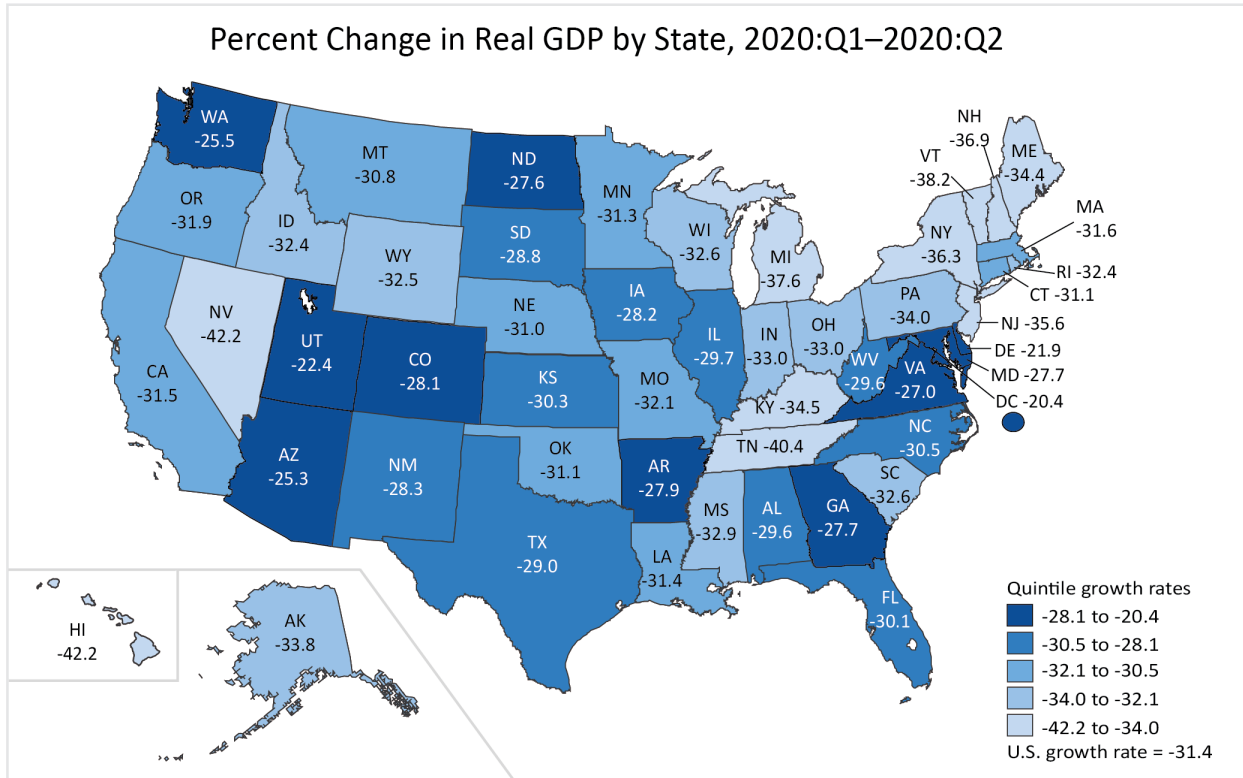 Percent Change in Real GDP by State, 2020:Q1–2020:Q2
WA
-25.5
OR
-31.9
CA
-31.5
NV
-42.2
ID
-32.4
MT
-30.8
WY
-32.5
UT
-22.4
CO
-28.1
AZ
-25.3
NM
-28.3
ND
-27.6
SD
-28.8
NE
-31.0
KS
-30.3
OK
-31.1
TX
-29.0
MN
-31.3
IA
-28.2
MO
-32.1
AR
-27.9
LA
-31.4
WI
-32.6
IL
-29.7
MI
-37.6
IN
-33.0
OH
-33.0
KY -34.5
TN -40.4
MS
-32.9
AL
-29.6
GA
-27.7
FL
-30.1
SC
-32.6
NC
-30.5
VA
-27.0
WV
-29.6
PA
-34.0
NY
-36.3
VT
-38.2
NH
-36.9
ME
-34.4
MA
-31.6
RI -32.4
CT -31.1
NJ -35.6
DE -21.9
MD -27.7
DC -20.4
HI
-42.2
AK
-33.8
Quintile growth rates
-28.1 to -20.4
-30.5 to -28.1
-32.1 to -30.5
-34.0 to -32.1
-42.2 to -34.0
U.S. growth rate = -31.4